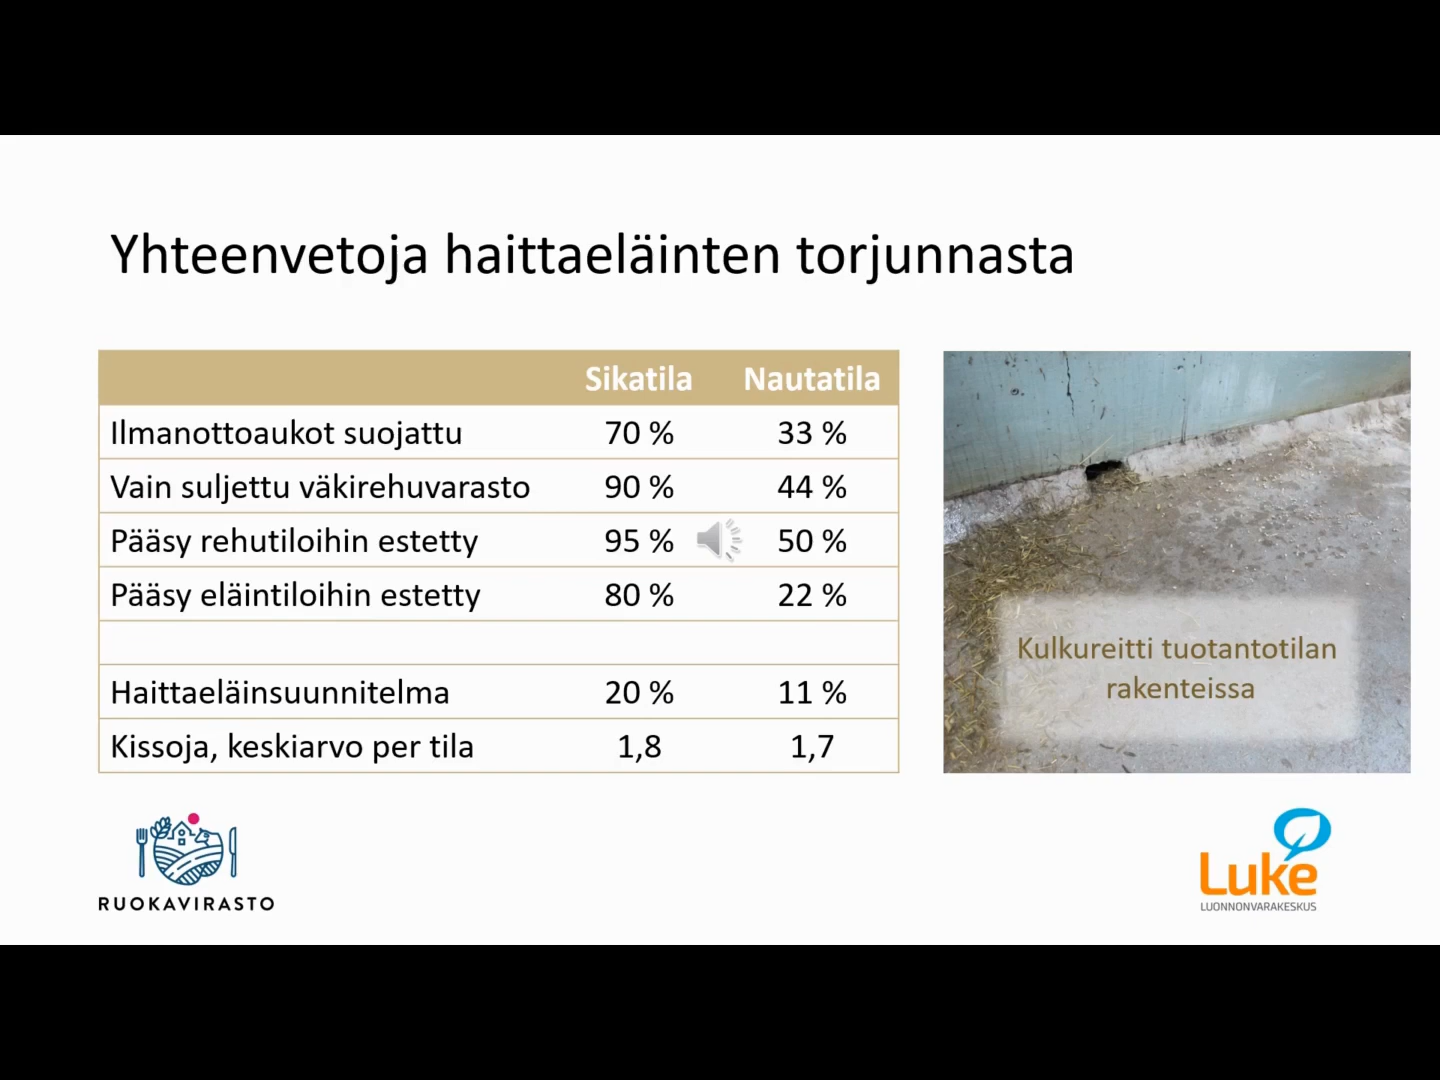 Yhteenvetoja haittaeläinten torjunnasta
Sikatila Nautatila
Ilmanottoaukot suojattu 70 % 33 %
Vain suljettu väkirehuvarasto 90 % 44 %
Pääsy rehutiloihin estetty 95 % 50 %
Pääsy eläintiloihin estetty 80 % 22 %
Haittaeläinsuunnitelma 20 % 11 %
Kissoja, keskiarvo per tila 1,8 1,7
Kulkureitti tuotantotilan
rakenteissa
RUOKAVIRASTO
Luke
LUONNONVARAKESKUS